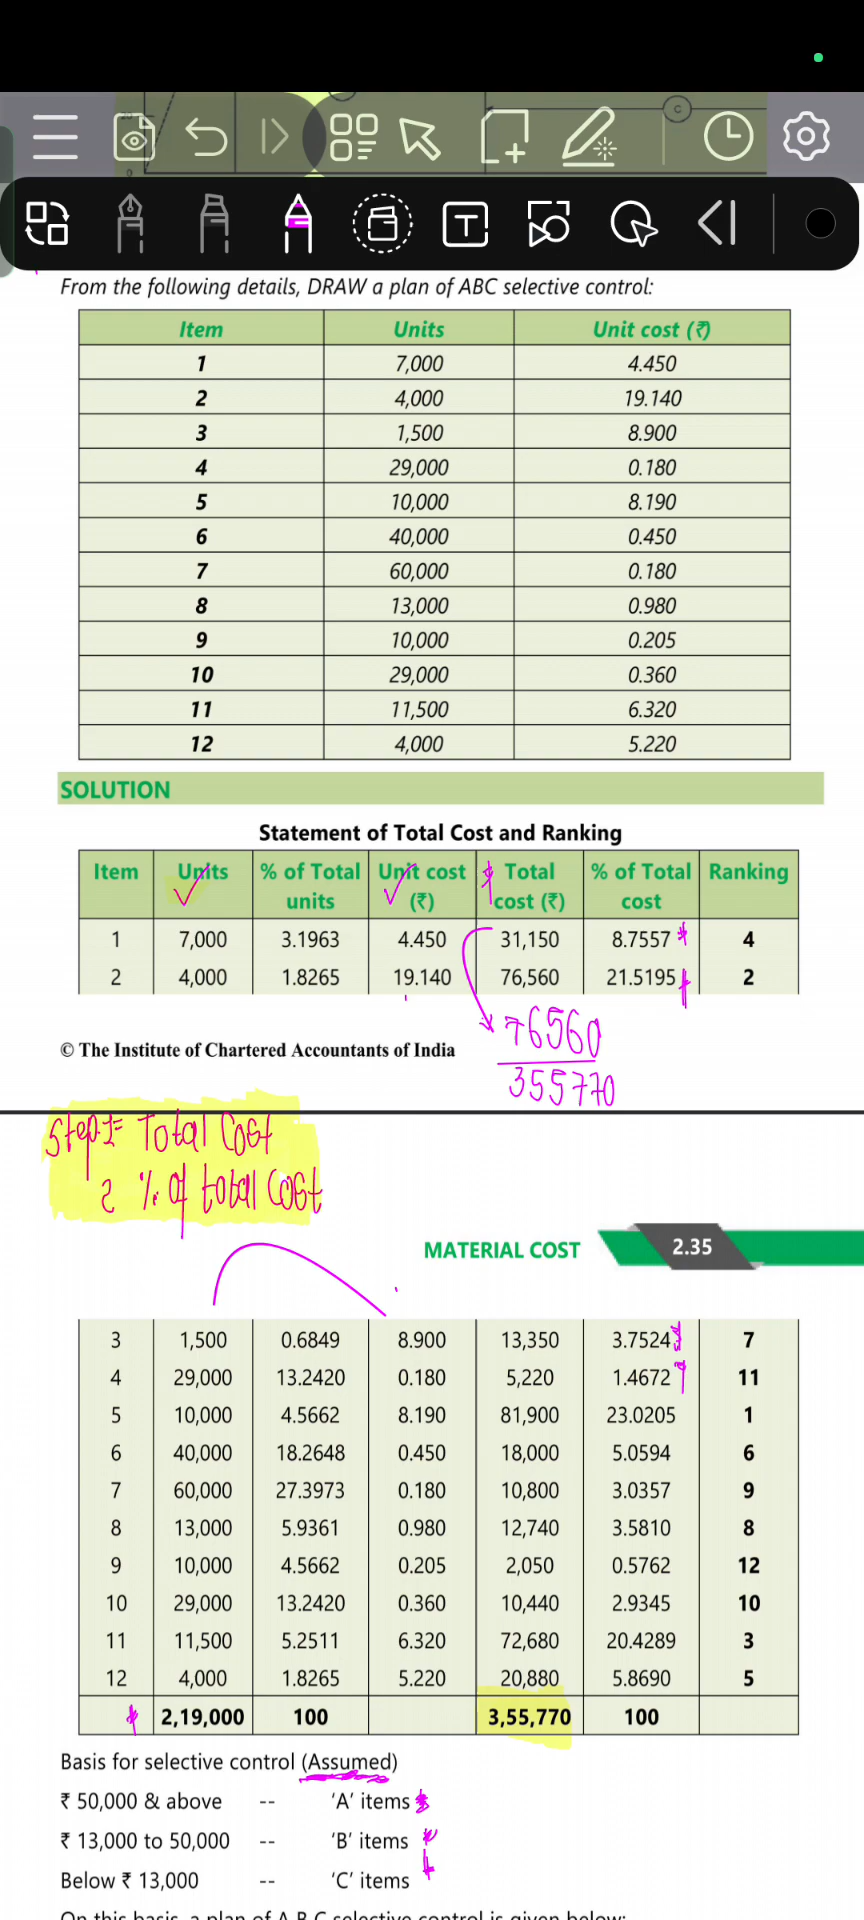 C
From the following details, DRAW a plan of ABC selective control:
Item Units Unit cost (₹)
1 7,000 4.450
2 4,000 19.140
3 1,500 8.900
4 29,000 0.180
5 10,000 8.190
6 40,000 0.450
7 60,000 0.180
8 13,000 0.980
9 10,000 0.205
10 29,000 0.360
11 11,500 6.320
12 4,000 5.220
SOLUTION
Statement of Total Cost and Ranking
Item Units % of Total units Unit cost (₹) Total cost (₹) % of Total cost Ranking
1 7,000 3.1963 4.450 31,150 8.7557 4
2 4,000 1.8265 19.140 76,560 21.5195 2
76560
355770
© The Institute of Chartered Accountants of India
Step 1= Total Cost
2 % of total cost
MATERIAL COST 2.35
3 1,500 0.6849 8.900 13,350 3.7524 7
4 29,000 13.2420 0.180 5,220 1.4672 11
5 10,000 4.5662 8.190 81,900 23.0205 1
6 40,000 18.2648 0.450 18,000 5.0594 6
7 60,000 27.3973 0.180 10,800 3.0357 9
8 13,000 5.9361 0.980 12,740 3.5810 8
9 10,000 4.5662 0.205 2,050 0.5762 12
10 29,000 13.2420 0.360 10,440 2.9345 10
11 11,500 5.2511 6.320 72,680 20.4289 3
12 4,000 1.8265 5.220 20,880 5.8690 5
2,19,000 100 3,55,770 100
Basis for selective control (Assumed)
₹ 50,000 & above -- 'A' items
₹ 13,000 to 50,000 -- 'B' items
Below ₹ 13,000 -- 'C' items
On this basis, a plan of A B C selective control is given below: